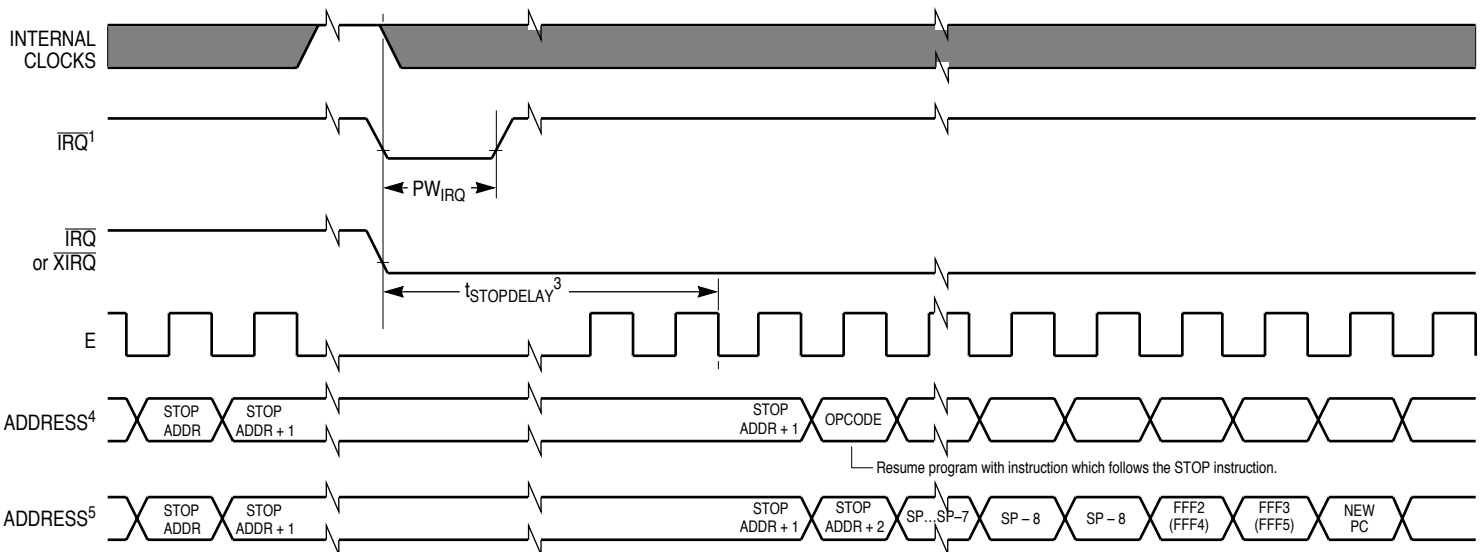 INTERNAL
CLOCKS
IRQ1
PWIRQ
IRQ
or XIRQ
tSTOPDELAY3
E
ADDRESS4
STOP
ADDR
STOP
ADDR + 1
STOP
ADDR + 1
OPCODE
Resume program with instruction which follows the STOP instruction.
ADDRESS5
STOP
ADDR
STOP
ADDR + 1
STOP
ADDR + 1
STOP
ADDR + 2
SP...SP–7
SP – 8
SP – 8
FFF2
(FFF4)
FFF3
(FFF5)
NEW
PC